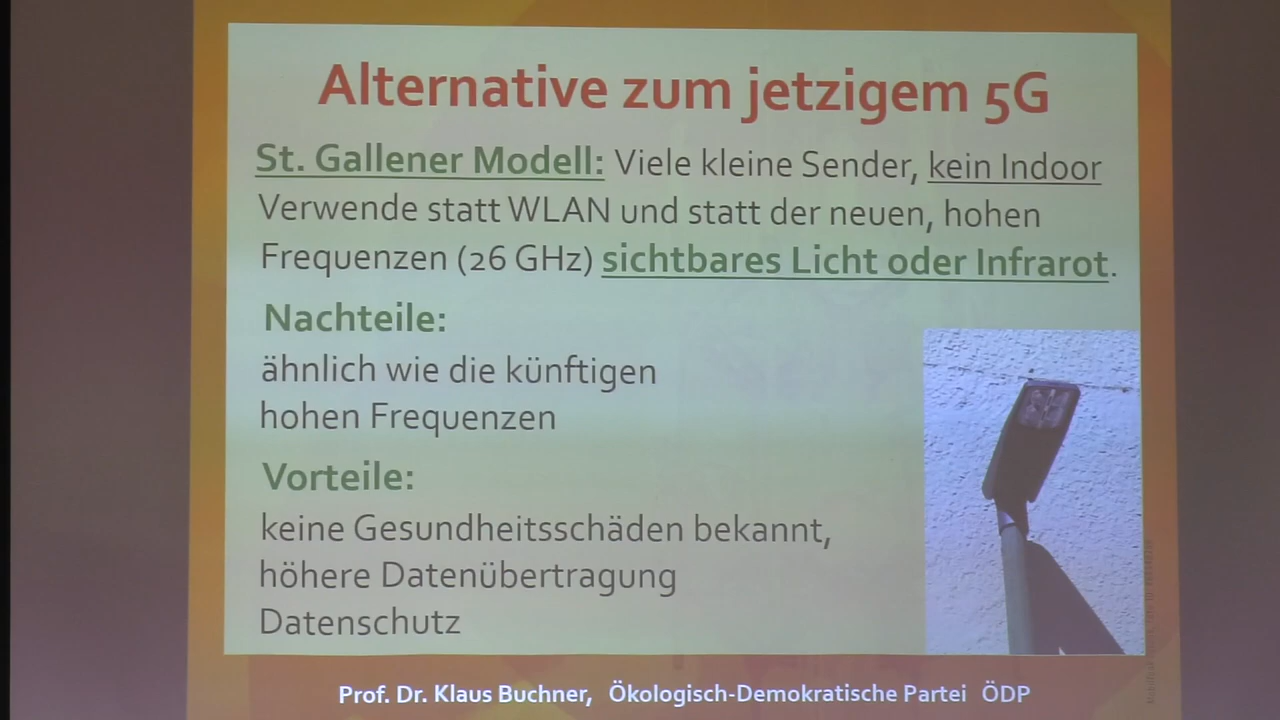 Alternative zum jetzigem 5G
St. Gallener Modell: Viele kleine Sender, kein Indoor
Verwende statt WLAN und statt der neuen, hohen
Frequenzen (26 GHz) sichtbares Licht oder Infrarot.
Nachteile:
ähnlich wie die künftigen
hohen Frequenzen
Vorteile:
keine Gesundheitsschäden bekannt,
höhere Datenübertragung
Datenschutz
Prof. Dr. Klaus Buchner, Ökologisch-Demokratische Partei ÖDP